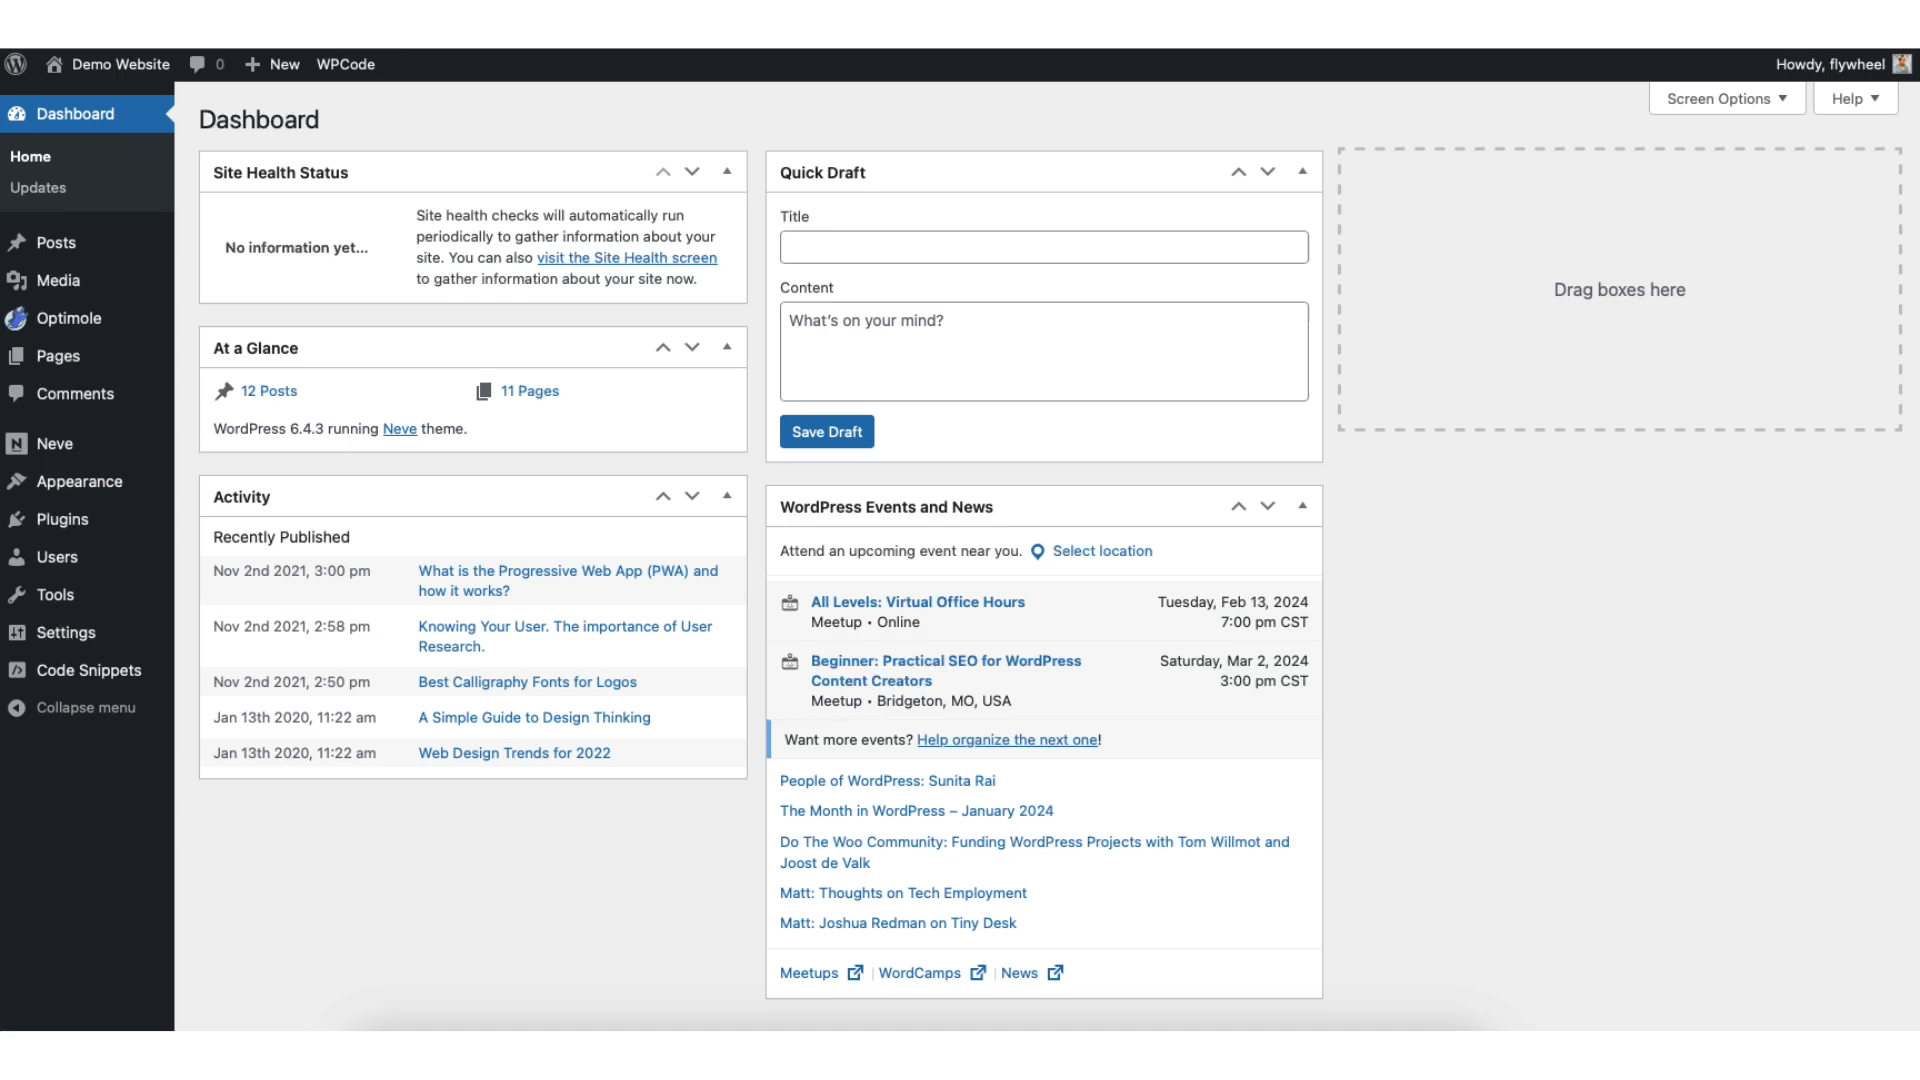 Demo Website 0 New WPCode Howdy, flywheel
Screen Options Help
Dashboard
Home
Updates
Posts
Media
Optimole
Pages
Comments
Neve
Appearance
Plugins
Users
Tools
Settings
Code Snippets
Collapse menu
Dashboard
Site Health Status
No information yet...
Site health checks will automatically run
periodically to gather information about your
site. You can also visit the Site Health screen
to gather information about your site now.
At a Glance
12 Posts 11 Pages
WordPress 6.4.3 running Neve theme.
Activity
Recently Published
Nov 2nd 2021, 3:00 pm What is the Progressive Web App (PWA) and
how it works?
Nov 2nd 2021, 2:58 pm Knowing Your User. The importance of User
Research.
Nov 2nd 2021, 2:50 pm Best Calligraphy Fonts for Logos
Jan 13th 2020, 11:22 am A Simple Guide to Design Thinking
Jan 13th 2020, 11:22 am Web Design Trends for 2022
Quick Draft
Title
Content
What's on your mind?
Save Draft
WordPress Events and News
Attend an upcoming event near you. Select location
All Levels: Virtual Office Hours Tuesday, Feb 13, 2024
Meetup • Online 7:00 pm CST
Beginner: Practical SEO for WordPress Saturday, Mar 2, 2024
Content Creators 3:00 pm CST
Meetup • Bridgeton, MO, USA
Want more events? Help organize the next one!
People of WordPress: Sunita Rai
The Month in WordPress – January 2024
Do The Woo Community: Funding WordPress Projects with Tom Willmot and
Joost de Valk
Matt: Thoughts on Tech Employment
Matt: Joshua Redman on Tiny Desk
Meetups | WordCamps | News
Drag boxes here